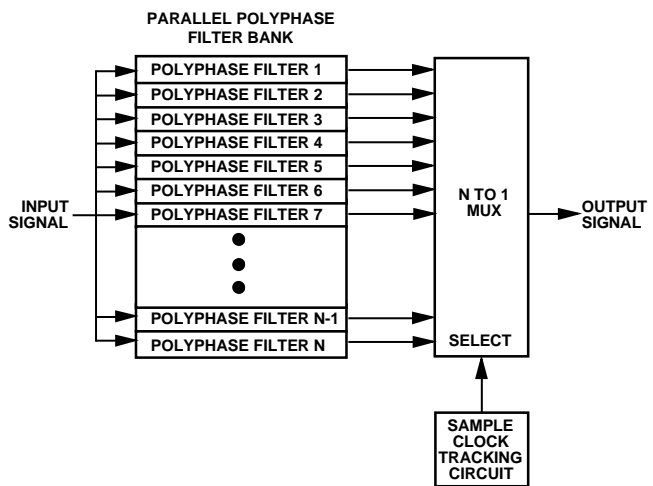 PARALLEL POLYPHASE
FILTER BANK
POLYPHASE FILTER 1
POLYPHASE FILTER 2
POLYPHASE FILTER 3
POLYPHASE FILTER 4
POLYPHASE FILTER 5
POLYPHASE FILTER 6
POLYPHASE FILTER 7
POLYPHASE FILTER N-1
POLYPHASE FILTER N
INPUT
SIGNAL
N TO 1
MUX
SELECT
OUTPUT
SIGNAL
SAMPLE
CLOCK
TRACKING
CIRCUIT